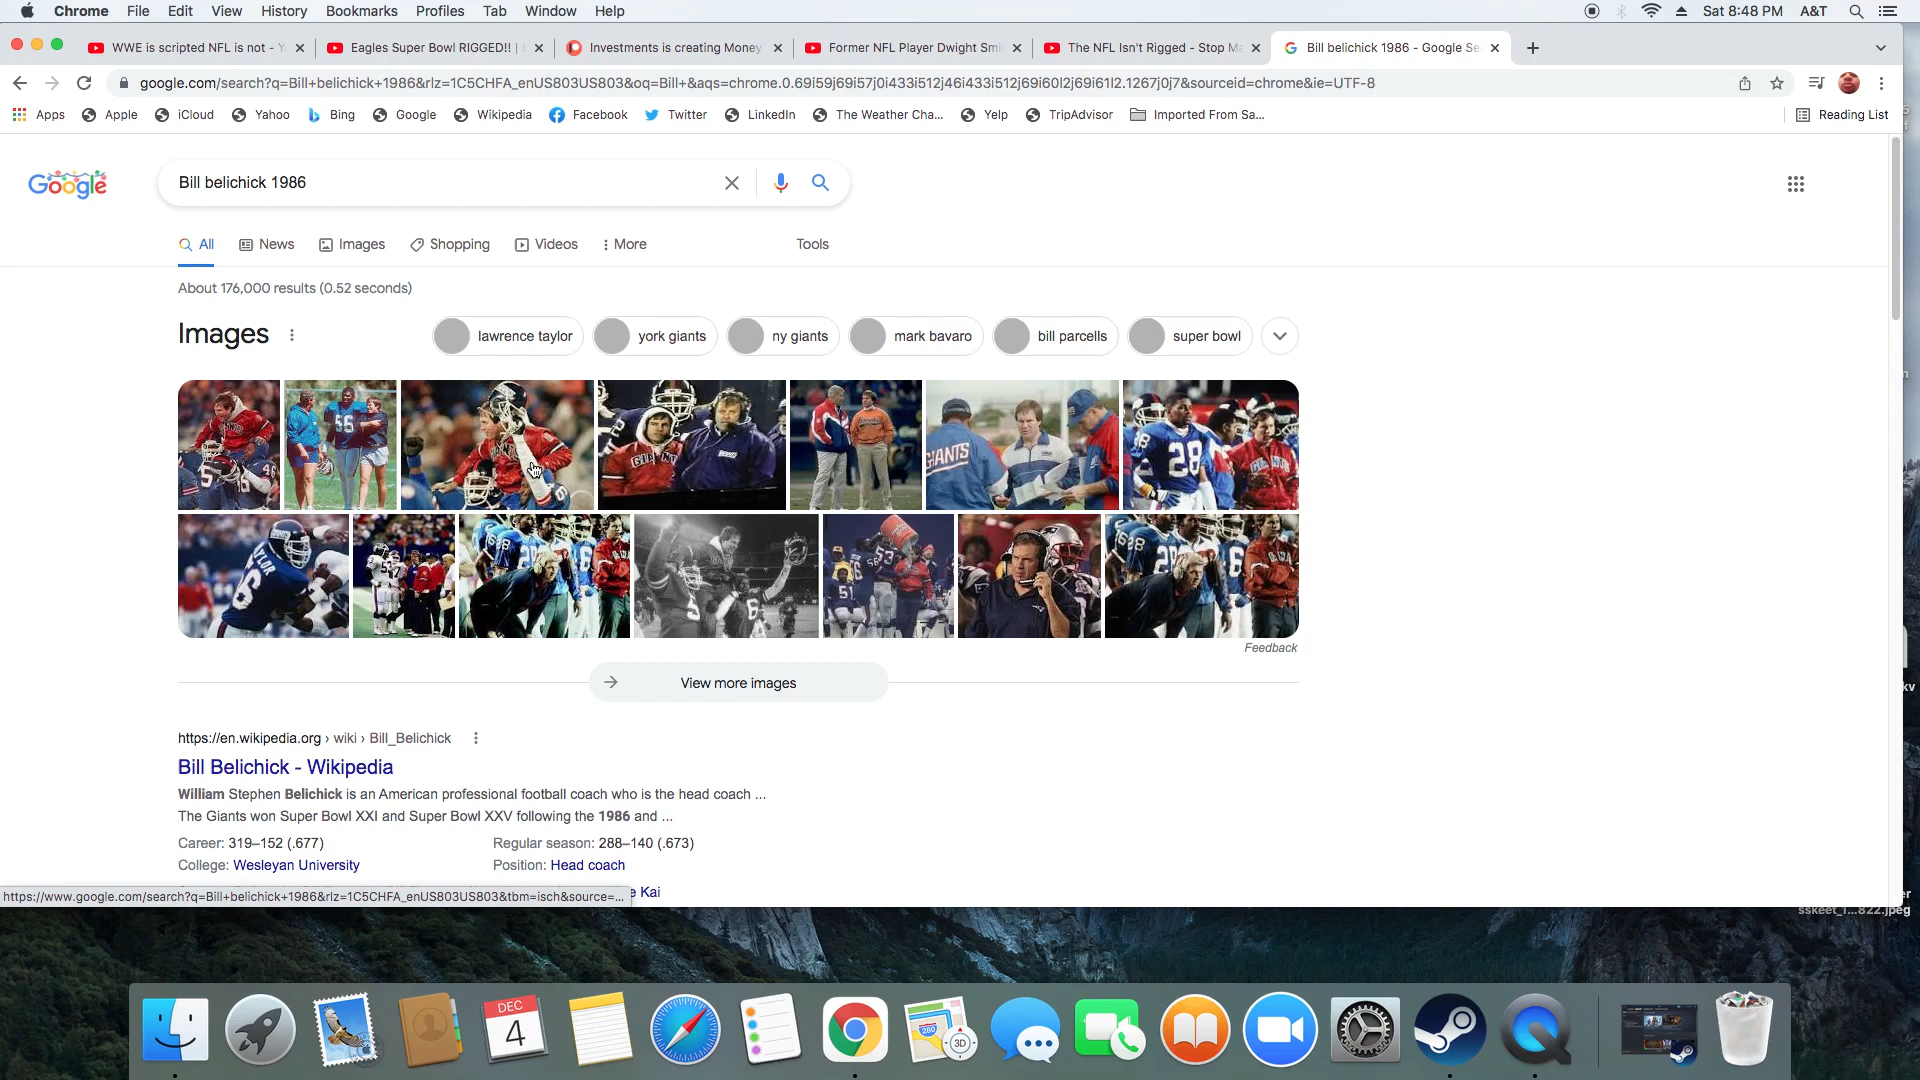 Chrome File Edit View History Bookmarks Profiles Tab Window Help Sat 8:48 PM A&T
WWE is scripted NFL is not - Y
Eagles Super Bowl RIGGED!! |
Investments is creating Money
Former NFL Player Dwight Smi
The NFL Isn't Rigged - Stop Ma
Bill belichick 1986 - Google Se
google.com/search?q=Bill+belichick+1986&rlz=1C5CHFA_enUS803US803&oq=Bill+&aqs=chrome.0.69i59j69i57j0i433i512j46i433i512j69i60l2j69i61l2.1267j0j7&sourceid=chrome&ie=UTF-8
Apps Apple iCloud Yahoo Bing Google Wikipedia Facebook Twitter LinkedIn The Weather Cha... Yelp TripAdvisor Imported From Sa... Reading List
Google
Bill belichick 1986
All News Images Shopping Videos More Tools
About 176,000 results (0.52 seconds)
Images
lawrence taylor
york giants
ny giants
mark bavaro
bill parcells
super bowl
Feedback
View more images
https://en.wikipedia.org › wiki › Bill_Belichick
Bill Belichick - Wikipedia
William Stephen Belichick is an American professional football coach who is the head coach ...
The Giants won Super Bowl XXI and Super Bowl XXV following the 1986 and ...
Career: 319–152 (.677) Regular season: 288–140 (.673)
College: Wesleyan University Position: Head coach
e Kai
https://www.google.com/search?q=Bill+belichick+1986&rlz=1C5CHFA_enUS803US803&tbm=isch&source=...
sskeet_1...822.jpeg
DEC
4
280
3D